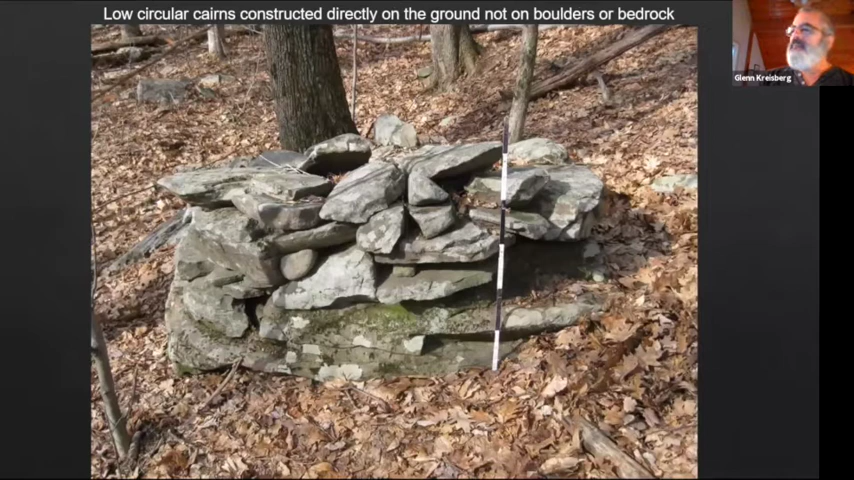 Low circular cairns constructed directly on the ground not on boulders or bedrock
Glenn Kreisberg